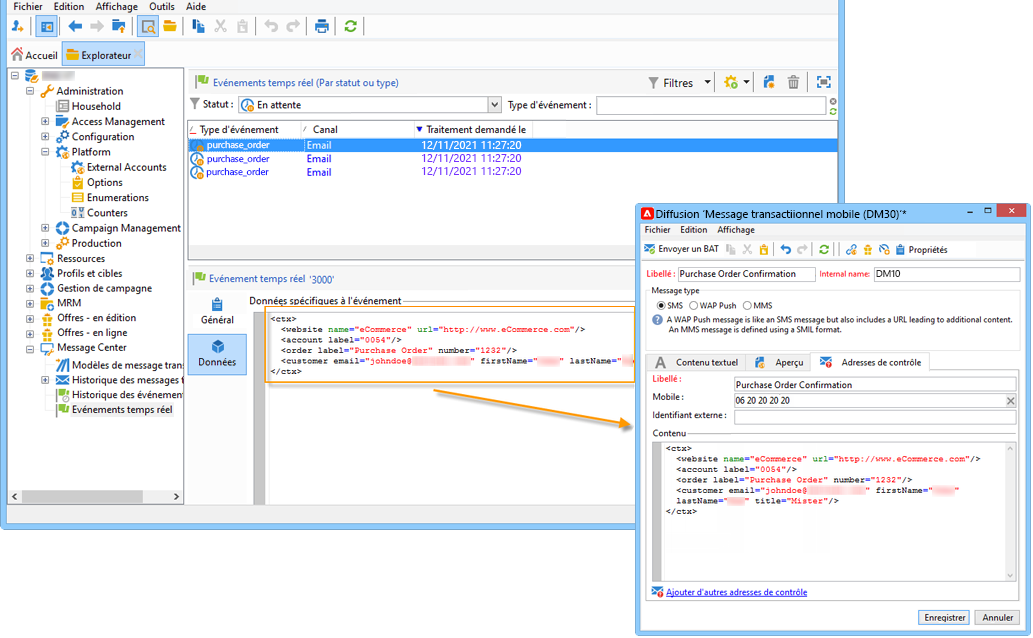 Fichier Edition Affichage Outils Aide
Accueil Explorateur
Administration
Household
Access Management
Configuration
Platform
External Accounts
Options
Enumerations
Counters
Campaign Management
Production
Ressources
Profils et cibles
Gestion de campagne
MRM
Offres - en édition
Offres - en ligne
Message Center
Modèles de message tran
Historique des messages t
Historique des événemen
Evénements temps réel
Evénements temps réel (Par statut ou type)
Filtres
Statut : En attente Type d'événement :
Type d'événement Canal Traitement demandé le
purchase_order Email 12/11/2021 11:27:20
purchase_order Email 12/11/2021 11:27:20
purchase_order Email 12/11/2021 11:27:20
Evénement temps réel '3000'
Général
Données
Données spécifiques à l'événement
<ctx>
<website name="eCommerce" url="http://www.eCommerce.com"/>
<account label="0054"/>
<order label="Purchase Order" number="1232"/>
<customer email="johndoe@ firstName=" " lastName="
</ctx>
Diffusion 'Message transactiionnel mobile (DM30)'*
Fichier Edition Affichage
Envoyer un BAT Propriétés
Libellé : Purchase Order Confirmation Internal name: DM10
Message type
SMS WAP Push MMS
A WAP Push message is like an SMS message but also includes a URL leading to additional content.
An MMS message is defined using a SMIL format.
Contenu textuel Aperçu Adresses de contrôle
Libellé : Purchase Order Confirmation
Mobile : 06 20 20 20 20
Identifiant externe :
Contenu
<ctx>
<website name="eCommerce" url="http://www.eCommerce.com"/>
<account label="0054"/>
<order label="Purchase Order" number="1232"/>
<customer email="johndoe@ " firstName=" "
lastName=" " title="Mister"/>
</ctx>
Ajouter d'autres adresses de contrôle
Enregistrer Annuler